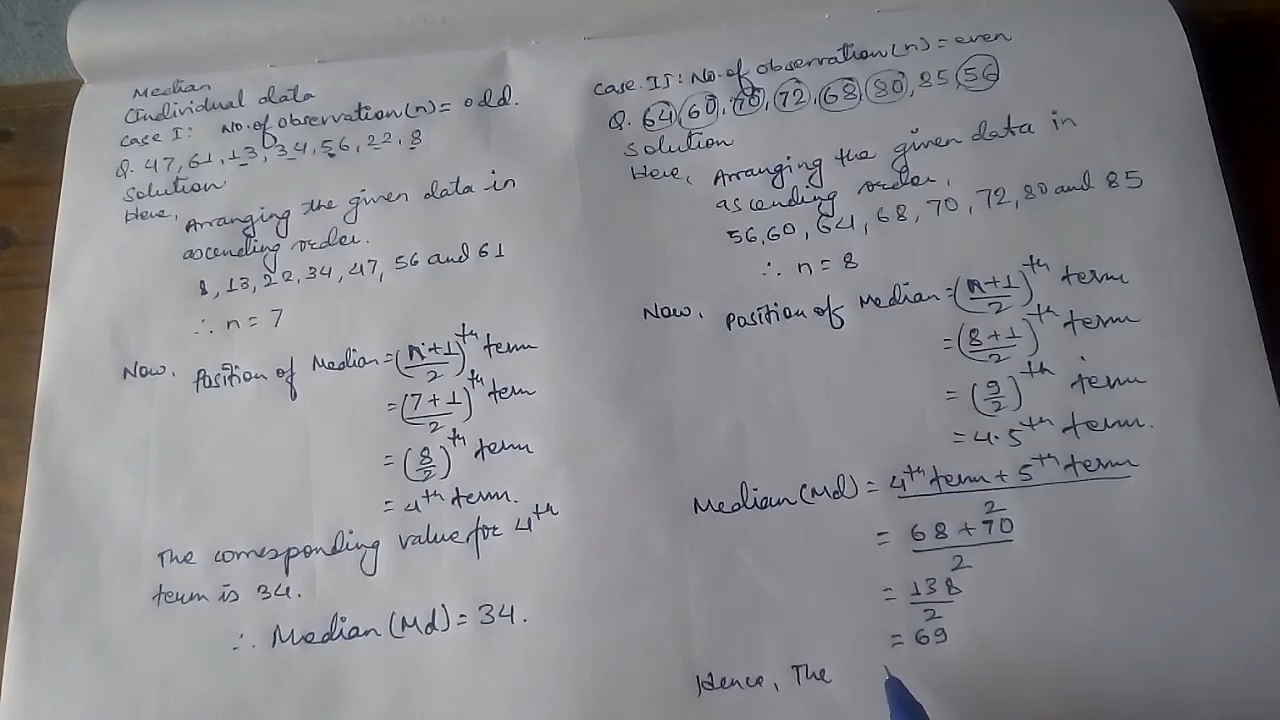 Median
(Individual data
Case I: No. of observation(n) = odd.
Q. 47, 61, 13, 34, 56, 22, 8
Solution
Here, Arranging the given data in
ascending order.
8, 13, 22, 34, 47, 56 and 61
∴ n = 7
Now. Position of Median = (n+1/2)th term
= (7+1/2)th term
= (8/2)th term
= 4th term.
The corresponding value for 4th
term is 34.
∴ Median (Md) = 34.
Case. II: No. of observation(n) = even
Q. 64, 60, 70, 72, 68, 80, 85, 56
Solution
Here, Arranging the given data in
ascending order.
56, 60, 64, 68, 70, 72, 80 and 85
∴ n = 8
Now. Position of Median = (n+1/2)th term
= (8+1/2)th term
= (9/2)th term
= 4.5th term.
Median (Md) = 4th term + 5th term / 2
= 68 + 70 / 2
= 138 / 2
= 69
Hence, The